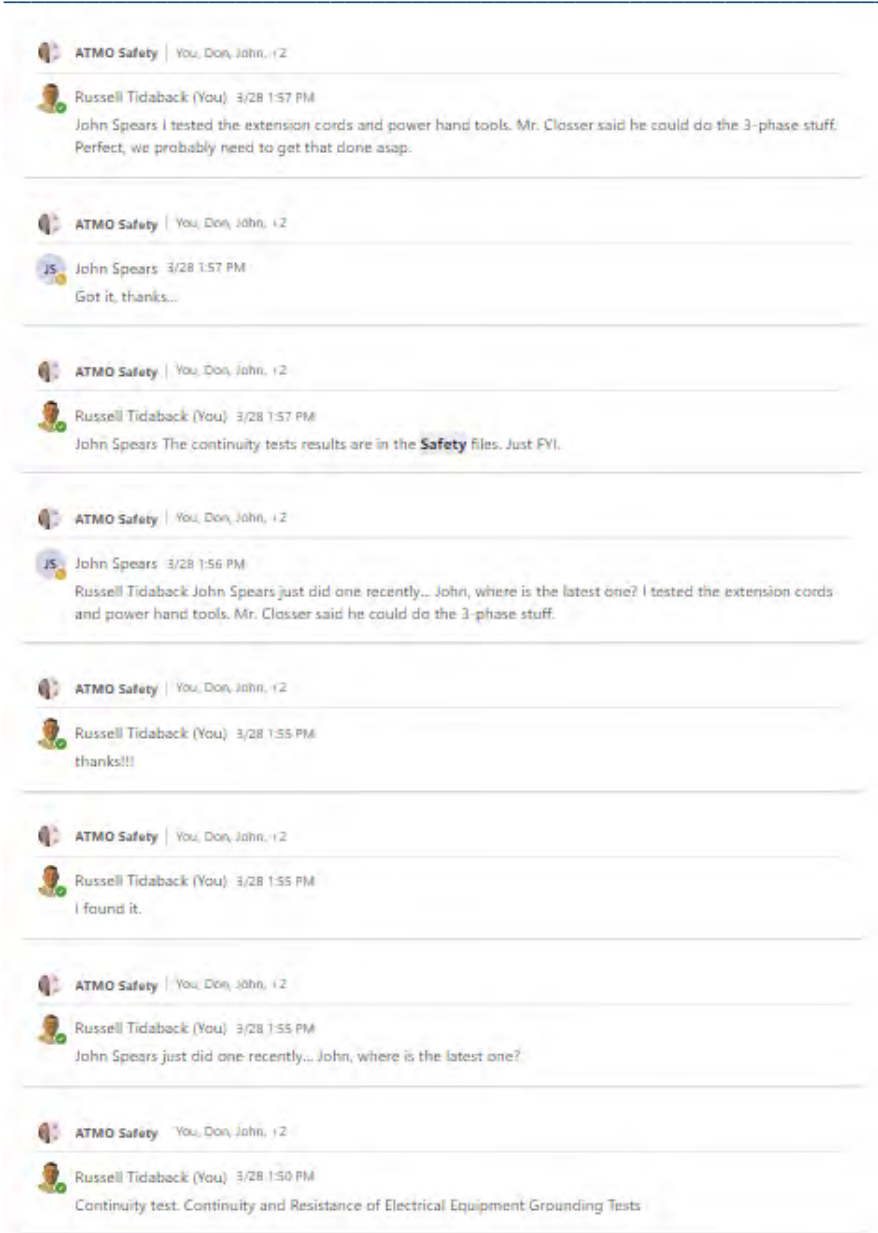 ATMO Safety | You, Don, John, +2
Russell Tidaback (You) 3/28 1:57 PM
John Spears I tested the extension cords and power hand tools. Mr. Closser said he could do the 3-phase stuff.
Perfect, we probably need to get that done asap.
ATMO Safety | You, Don, John, +2
JS John Spears 3/28 1:57 PM
Got it, thanks...
ATMO Safety | You, Don, John, +2
Russell Tidaback (You) 3/28 1:57 PM
John Spears The continuity tests results are in the Safety files. Just FYI.
ATMO Safety | You, Don, John, +2
JS John Spears 3/28 1:56 PM
Russell Tidaback John Spears just did one recently... John, where is the latest one? I tested the extension cords
and power hand tools. Mr. Closser said he could do the 3-phase stuff.
ATMO Safety | You, Don, John, +2
Russell Tidaback (You) 3/28 1:55 PM
thanks!!!
ATMO Safety | You, Don, John, +2
Russell Tidaback (You) 3/28 1:55 PM
I found it.
ATMO Safety | You, Don, John, +2
Russell Tidaback (You) 3/28 1:55 PM
John Spears just did one recently... John, where is the latest one?
ATMO Safety You, Don, John, +2
Russell Tidaback (You) 3/28 1:50 PM
Continuity test. Continuity and Resistance of Electrical Equipment Grounding Tests